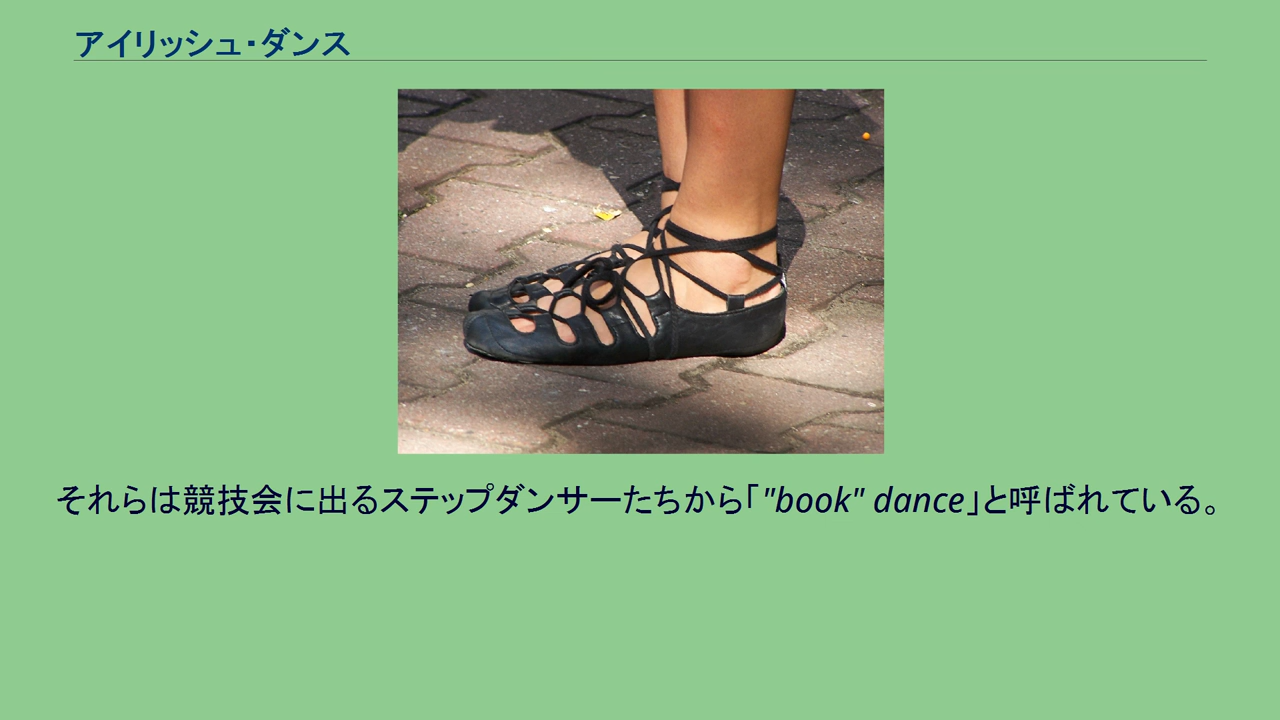 アイリッシュ・ダンス
それらは競技会に出るステップダンサーたちから「"book" dance」と呼ばれている。